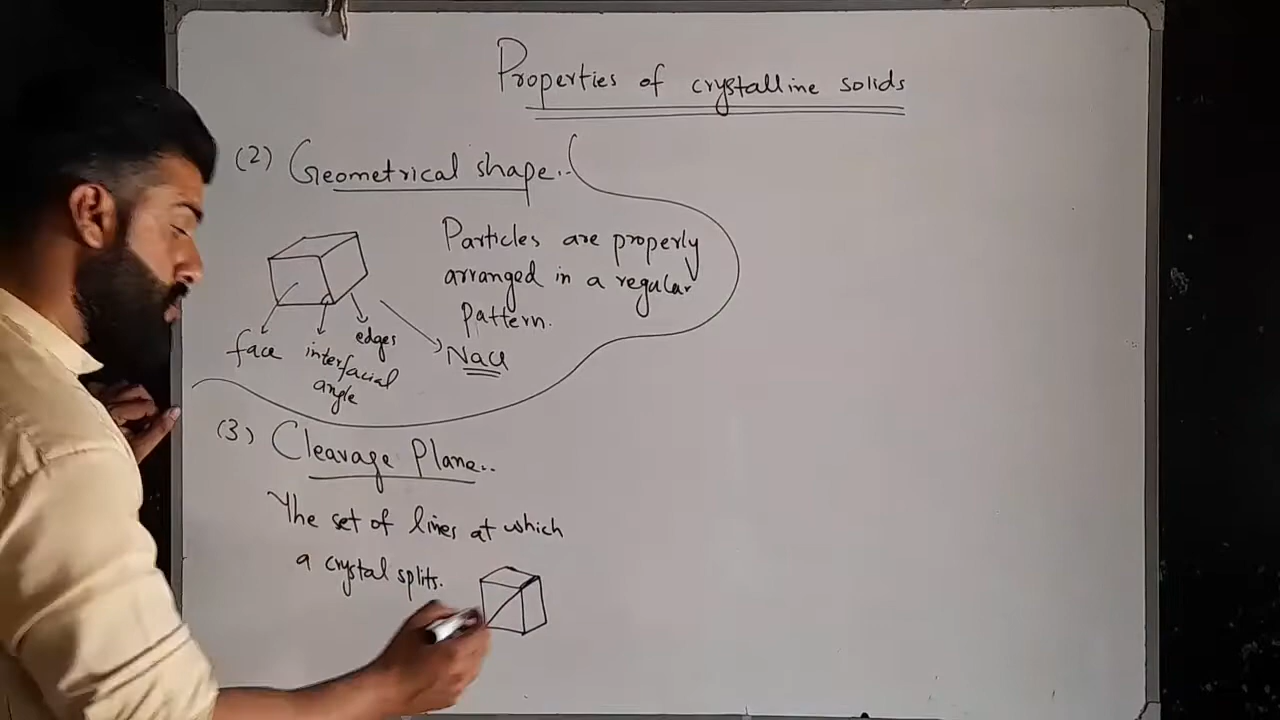 Properties of crystalline solids
(2) Geometrical shape..
Particles are properly
arranged in a regular
pattern.
face
interfacial
angle
edges
NaCl
(3) Cleavage Plane..
The set of lines at which
a crystal splits.